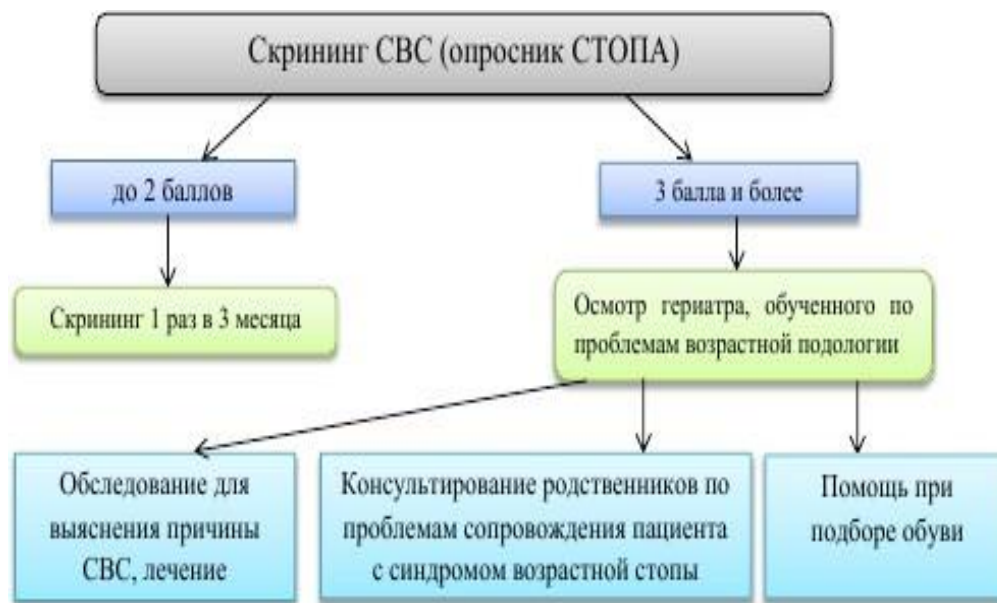 Скрининг СВС (опросник СТОПА)
до 2 баллов
3 балла и более
Скрининг 1 раз в 3 месяца
Осмотр гериатра, обученного по
проблемам возрастной подологии
Обследование для
выяснения причины
СВС, лечение
Консультирование родственников по
проблемам сопровождения пациента
с синдромом возрастной стопы
Помощь при
подборе обуви